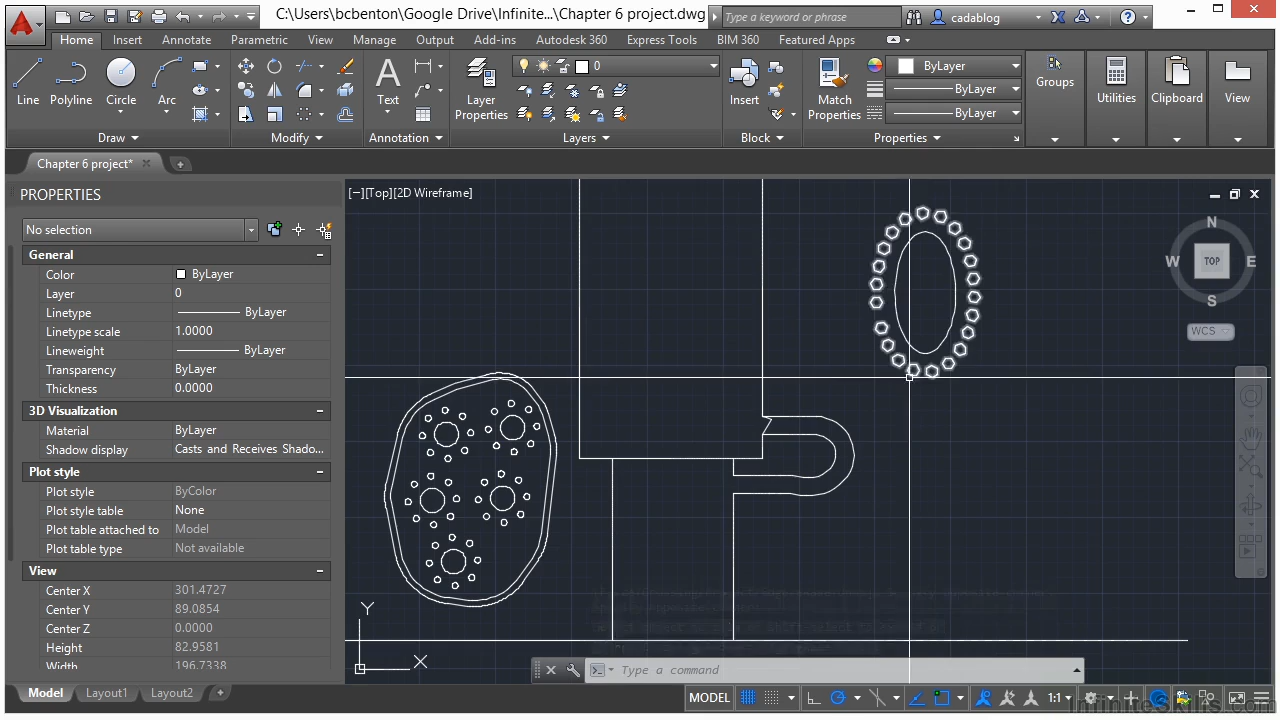 C:\Users\bcbenton\Google Drive\Infinite...\Chapter 6 project.dwg
Type a keyword or phrase
cadablog
Home Insert Annotate Parametric View Manage Output Add-ins Autodesk 360 Express Tools BIM 360 Featured Apps
Line Polyline Circle Arc
Text
Layer Properties
0
Insert
Match Properties
ByLayer
ByLayer
ByLayer
Groups
Utilities
Clipboard
View
Draw Modify Annotation Layers Block Properties
Chapter 6 project*
PROPERTIES
No selection
General
Color ByLayer
Layer 0
Linetype ByLayer
Linetype scale 1.0000
Lineweight ByLayer
Transparency ByLayer
Thickness 0.0000
3D Visualization
Material ByLayer
Shadow display Casts and Receives Shado...
Plot style
Plot style ByColor
Plot style table None
Plot table attached to Model
Plot table type Not available
View
Center X 301.4727
Center Y 89.0854
Center Z 0.0000
Height 82.9581
Width 196.7338
[−][Top][2D Wireframe]
N
W TOP E
S
WCS
Y
X
Type a command
Model Layout1 Layout2
MODEL
1:1
InfiniteSkills.com